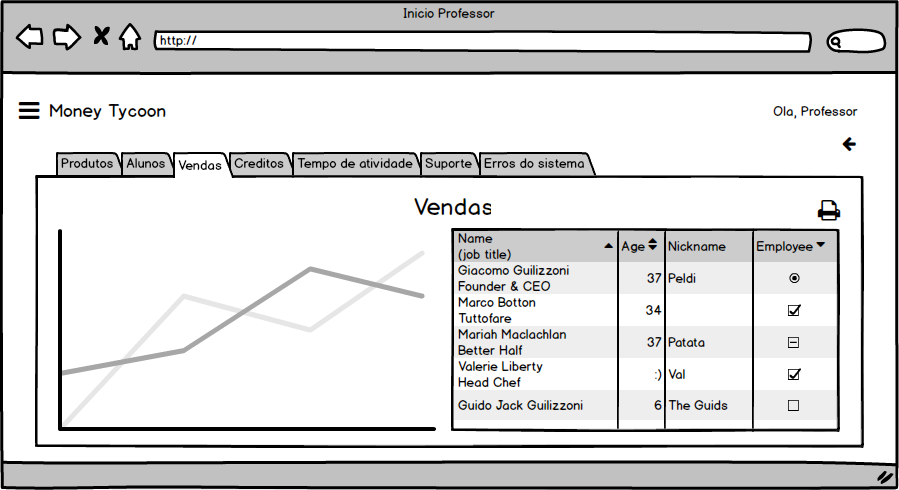 Inicio Professor
http://
Money Tycoon
Ola, Professor
Produtos Alunos Vendas Creditos Tempo de atividade Suporte Erros do sistema
Vendas
Name
(job title)
Age Nickname Employee
Giacomo Guilizzoni
Founder & CEO
37 Peldi
Marco Botton
Tuttofare
34
Mariah Maclachlan
Better Half
37 Patata
Valerie Liberty
Head Chef
:) Val
Guido Jack Guilizzoni 6 The Guids